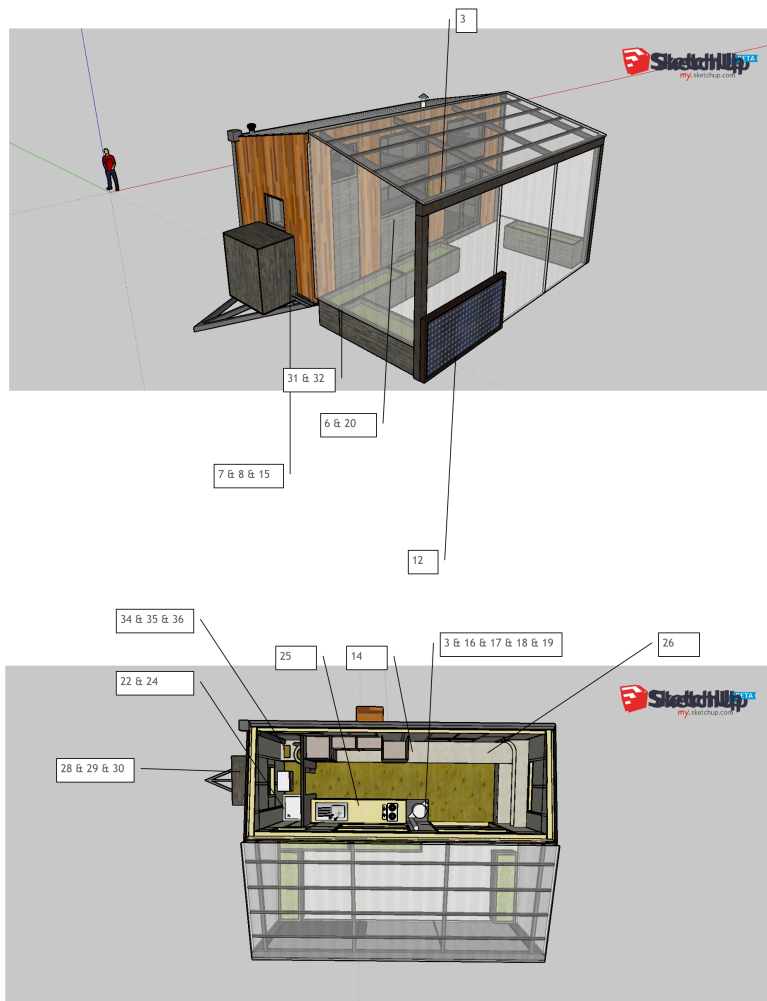 3
SketchUp BETA
my.sketchup.com
31 & 32
6 & 20
7 & 8 & 15
12
34 & 35 & 36
3 & 16 & 17 & 18 & 19
26
25
14
22 & 24
SketchUp BETA
my.sketchup.com
28 & 29 & 30